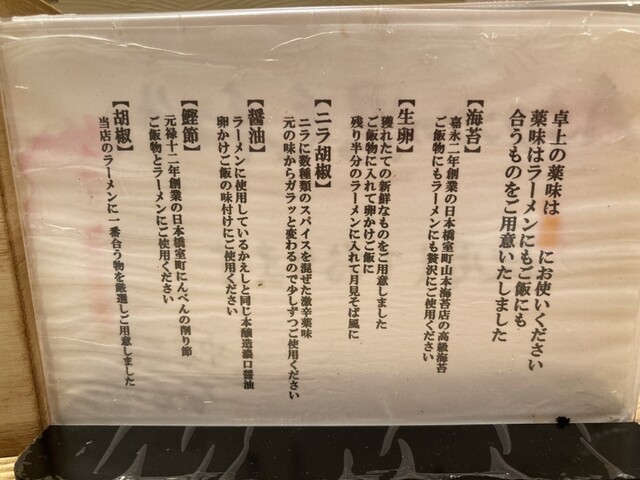 卓上の薬味は にお使いください
薬味はラーメンにもご飯にも
合うものをご用意いたしました
【海苔】
嘉永二年創業の日本橋室町山本海苔店の高級海苔
ご飯物にもラーメンにも贅沢にご使用ください
【生卵】
獲れたての新鮮なものをご用意しました
ご飯物に入れて卵かけご飯に
残り半分のラーメンに入れて月見そば風に
【ニラ胡椒】
ニラに数種類のスパイスを混ぜた激辛薬味
元の味からガラッと変わるので少しずつご使用ください
【醤油】
ラーメンに使用しているかえしと同じ本醸造濃口醤油
卵かけご飯の味付けにご使用ください
【鰹節】
元禄十二年創業の日本橋室町にんべんの削り節
ご飯物とラーメンにご使用ください
【胡椒】
当店のラーメンに一番合う物を厳選しご用意しました